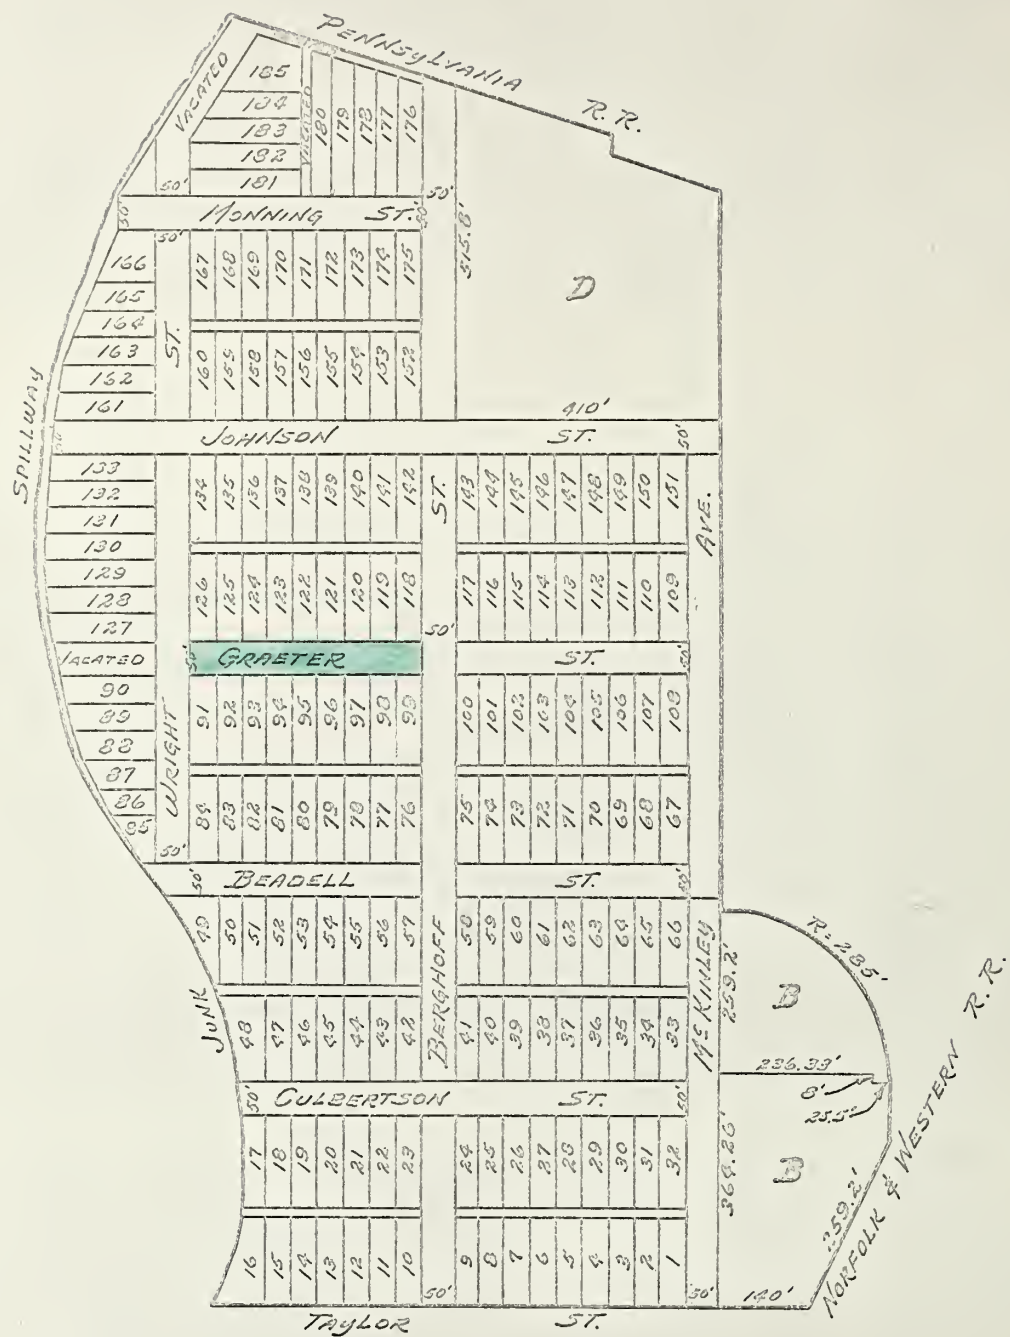 PENNSYLVANIA R.R.
VACATED
185
184
183
182
181
VACATED
180 179 178 177 176
50' 50'
50' MONNING ST. 50'
50' 515.8'
166 167 168 169 170 171 172 173 174 175
D
165
164
163
162
161
ST.
160 159 158 157 156 155 154 153 152
410'
SPILLWAY
50' JOHNSON ST. 50'
133
132
131
130
129
128
127
134 135 136 137 138 139 140 141 142 ST. 143 144 145 146 147 148 149 150 151
AVE.
126 125 124 123 122 121 120 119 118 117 116 115 114 113 112 111 110 109
50'
VACATED 50' GRAETER ST. 50'
90
89
88
87
86
85
WRIGHT
91 92 93 94 95 96 97 98 99 100 101 102 103 104 105 106 107 108
84 83 82 81 80 79 78 77 76 75 74 73 72 71 70 69 68 67
50'
50' BEADELL ST. 50'
49 50 51 52 53 54 55 56 57 BERGHOFF 58 59 60 61 62 63 64 65 66 McKINLEY 259.2' B R=285'
JUNK
48 47 46 45 44 43 42 41 40 39 38 37 36 35 34 33
236.33'
8'
25.5'
50' CULBERTSON ST. 50'
17 18 19 20 21 22 23 24 25 26 27 28 29 30 31 32 364.26' B 259.2'
NORFOLK & WESTERN R.R.
16 15 14 13 12 11 10 50' 9 8 7 6 5 4 3 2 1 50' 140'
TAYLOR ST.